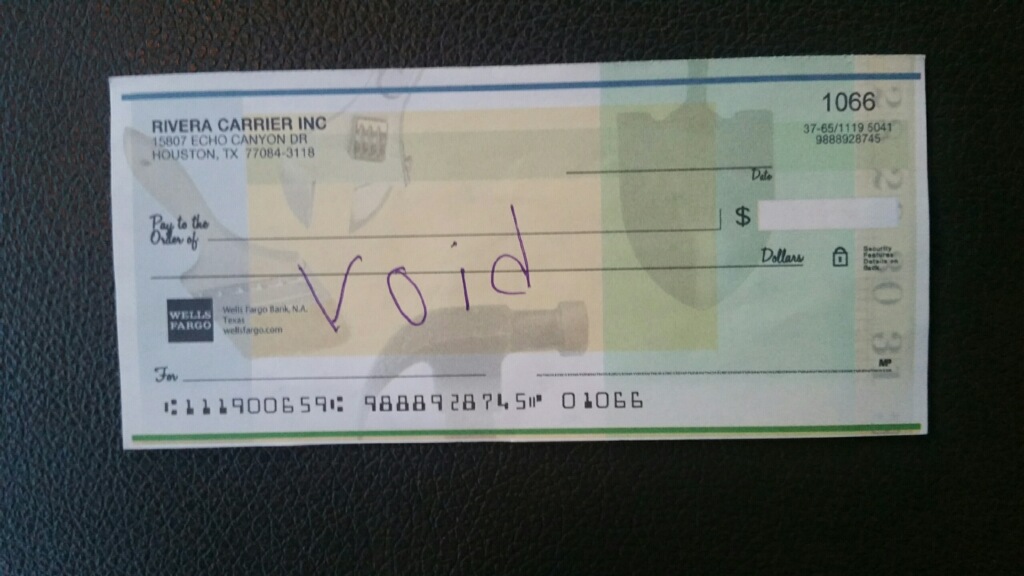 RIVERA CARRIER INC
15807 ECHO CANYON DR
HOUSTON, TX 77084-3118
1066
37-65/1119 5041
9888928745
Date
Pay to the
Order of
$
Dollars
Security
Features
Details on
Back.
Void
WELLS
FARGO
Wells Fargo Bank, N.A.
Texas
wellsfargo.com
For
MP
⑆111900659⑆ 9888928745⑈ 01066